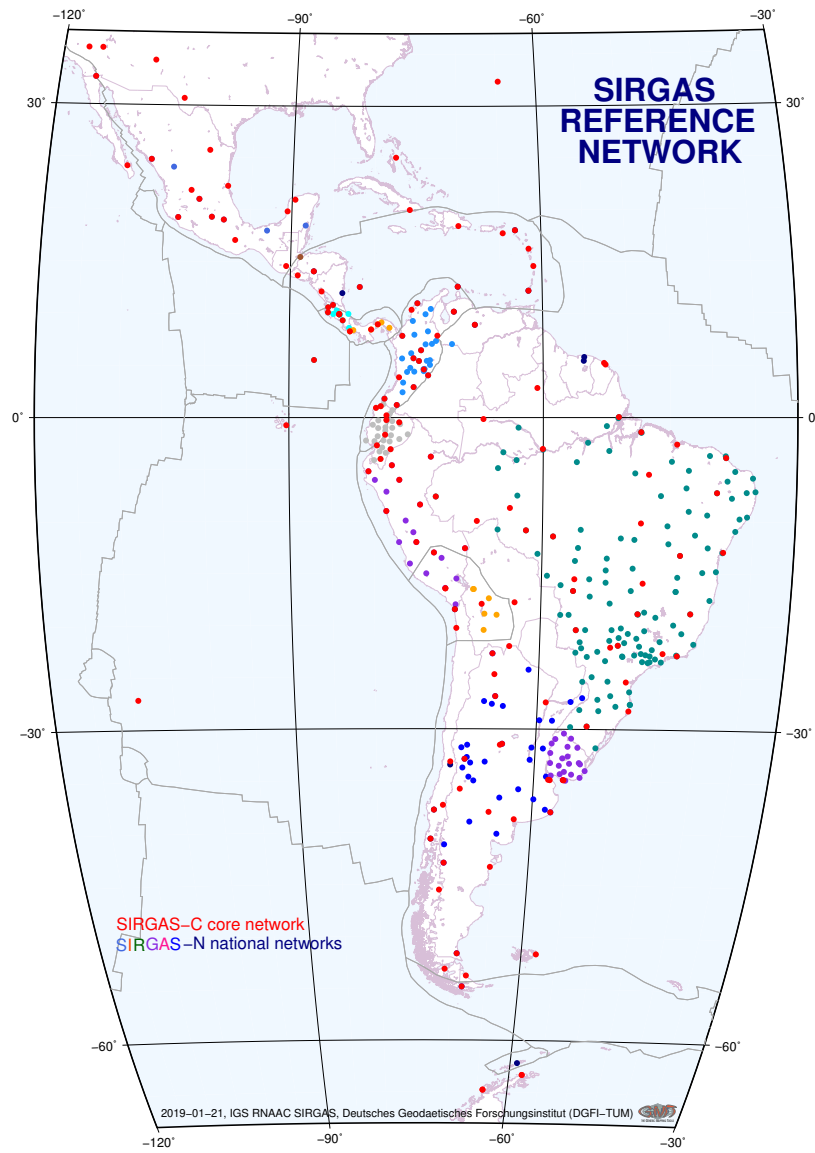 −120˚ −90˚ −60˚ −30˚
SIRGAS
REFERENCE
NETWORK
30˚ 30˚
0˚ 0˚
−30˚ −30˚
SIRGAS−C core network
SIRGAS−N national networks
−60˚ −60˚
2019−01−21, IGS RNAAC SIRGAS, Deutsches Geodaetisches Forschungsinstitut (DGFI−TUM)
GMT
−120˚ −90˚ −60˚ −30˚